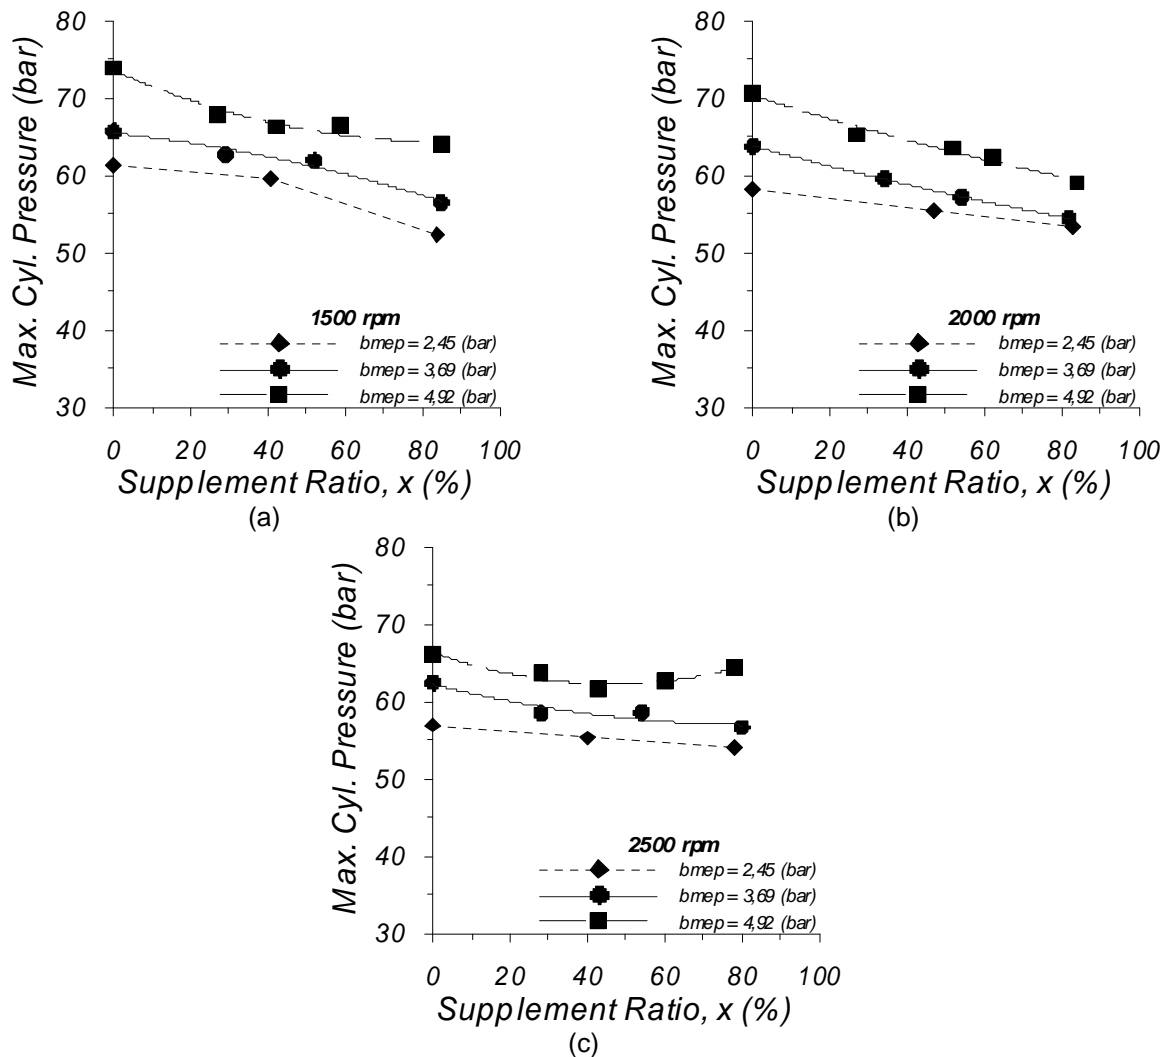 Max. Cyl. Pressure (bar)
80
70
60
50
40
30
1500 rpm
bmep = 2,45 (bar)
bmep = 3,69 (bar)
bmep = 4,92 (bar)
0 20 40 60 80 100
Supplement Ratio, x (%)
(a)
Max. Cyl. Pressure (bar)
80
70
60
50
40
30
2000 rpm
bmep = 2,45 (bar)
bmep = 3,69 (bar)
bmep = 4,92 (bar)
0 20 40 60 80 100
Supplement Ratio, x (%)
(b)
Max. Cyl. Pressure (bar)
80
70
60
50
40
30
2500 rpm
bmep = 2,45 (bar)
bmep = 3,69 (bar)
bmep = 4,92 (bar)
0 20 40 60 80 100
Supplement Ratio, x (%)
(c)